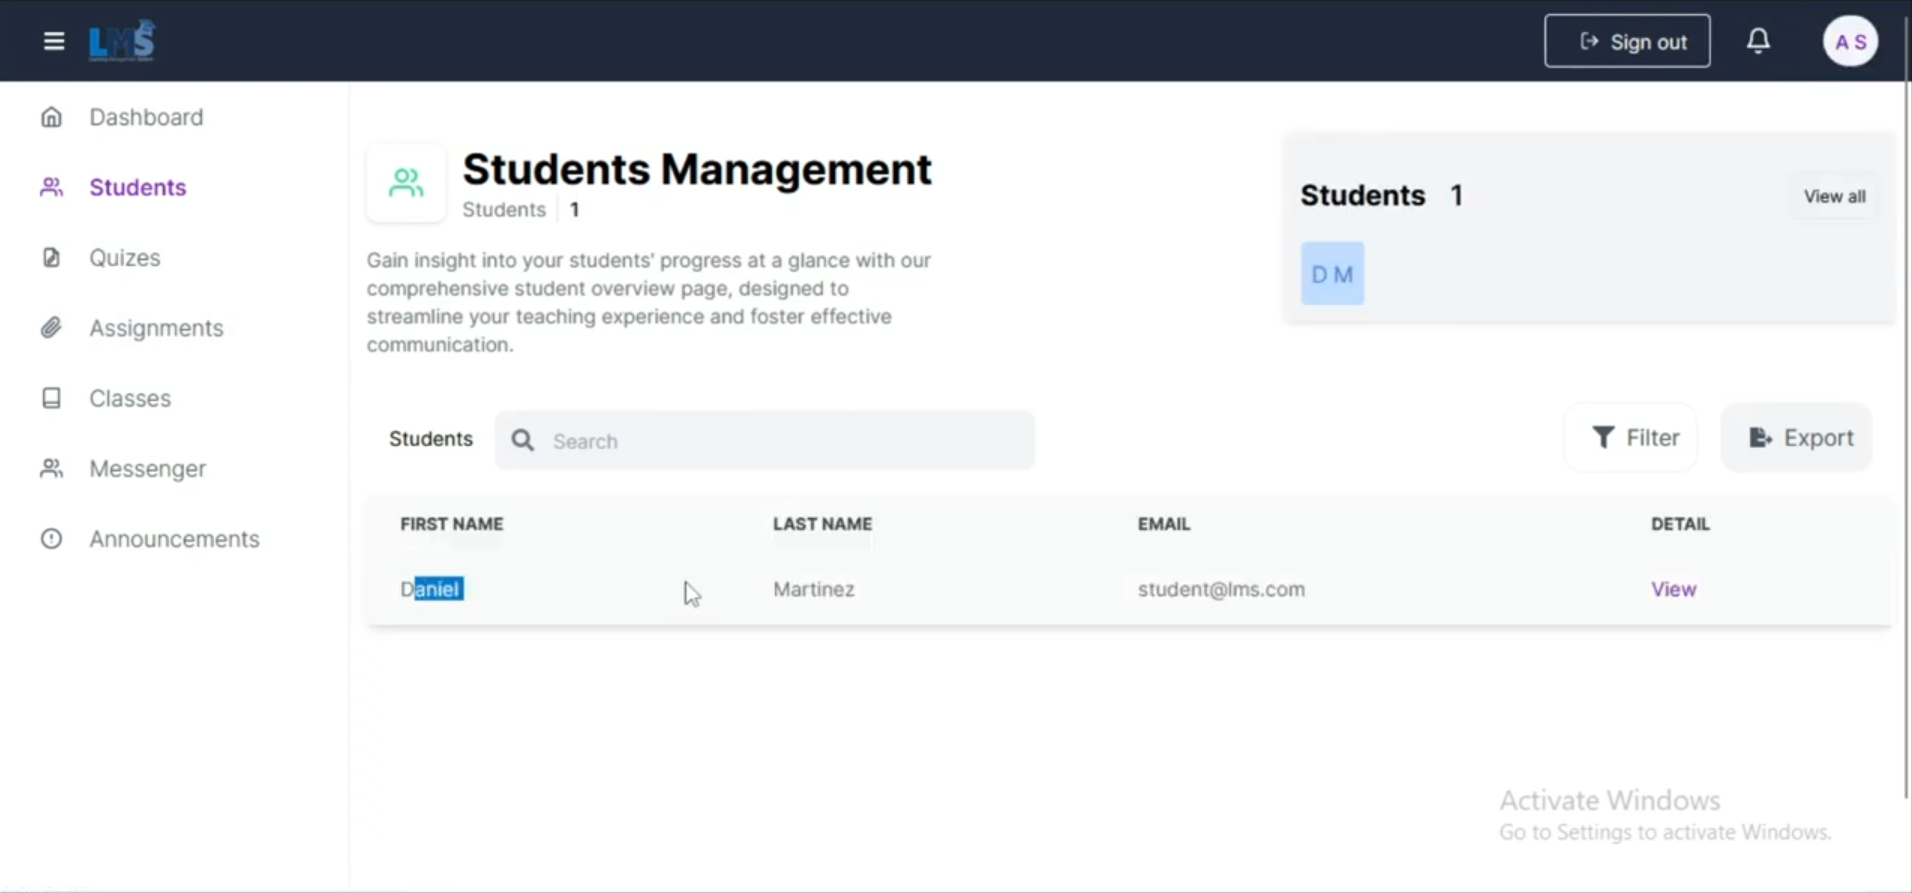 LMS
Sign out
A S
Dashboard
Students
Quizes
Assignments
Classes
Messenger
Announcements
Students Management
Students 1
Gain insight into your students' progress at a glance with our
comprehensive student overview page, designed to
streamline your teaching experience and foster effective
communication.
Students 1
View all
D M
Students
Search
Filter
Export
FIRST NAME LAST NAME EMAIL DETAIL
Daniel Martinez student@lms.com View
Activate Windows
Go to Settings to activate Windows.